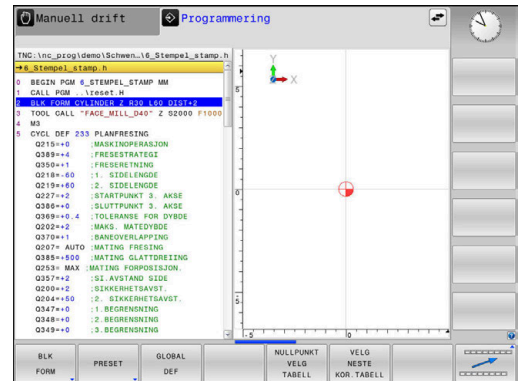 Manuell drift
Programmering
TNC:\nc_prog\demo\Schwen...\6_Stempel_stamp.h
→6_Stempel_stamp.h
0 BEGIN PGM 6_STEMPEL_STAMP MM
1 CALL PGM ..\reset.H
2 BLK FORM CYLINDER Z R30 L60 DIST+2
3 TOOL CALL "FACE_MILL_D40" Z S2000 F1000
4 M3
5 CYCL DEF 233 PLANFRESING
Q215=+0 ;MASKINOPERASJON
Q389=+4 ;FRESESTRATEGI
Q350=+1 ;FRESERETNING
Q218=-60 ;1. SIDELENGDE
Q219=+60 ;2. SIDELENGDE
Q227=+2 ;STARTPUNKT 3. AKSE
Q386=+0 ;SLUTTPUNKT 3. AKSE
Q369=+0.4 ;TOLERANSE FOR DYBDE
Q202=+2 ;MAKS. MATEDYBDE
Q370=+1 ;BANEOVERLAPPING
Q207= AUTO ;MATING FRESING
Q385=+500 ;MATING GLATTDREIING
Q253= MAX ;MATING FORPOSISJON.
Q357=+2 ;SI.AVSTAND SIDE
Q200=+2 ;SIKKERHETSAVST.
Q204=+50 ;2. SIKKERHETSAVST.
Q347=+0 ;1.BEGRENSNING
Q348=+0 ;2.BEGRENSNING
Q349=+0 ;3.BEGRENSNING
Y
X
5
0
-5
-5
0
BLK
FORM
PRESET
GLOBAL
DEF
NULLPUNKT
VELG
TABELL
VELG
NESTE
KOR.TABELL